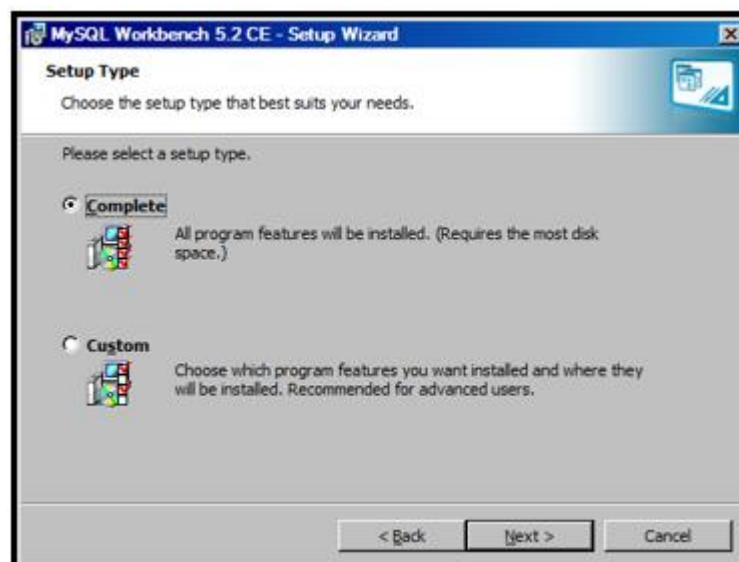 MySQL Workbench 5.2 CE - Setup Wizard
Setup Type
Choose the setup type that best suits your needs.
Please select a setup type.
Complete
All program features will be installed. (Requires the most disk
space.)
Custom
Choose which program features you want installed and where they
will be installed. Recommended for advanced users.
< Back
Next >
Cancel